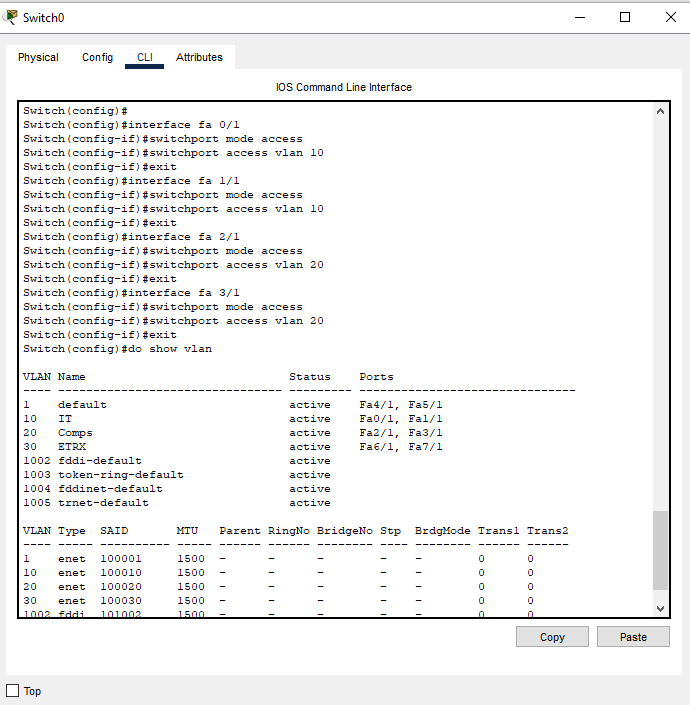 Switch0
Physical Config CLI Attributes
IOS Command Line Interface
Switch(config)#
Switch(config)#interface fa 0/1
Switch(config-if)#switchport mode access
Switch(config-if)#switchport access vlan 10
Switch(config-if)#exit
Switch(config)#interface fa 1/1
Switch(config-if)#switchport mode access
Switch(config-if)#switchport access vlan 10
Switch(config-if)#exit
Switch(config)#interface fa 2/1
Switch(config-if)#switchport mode access
Switch(config-if)#switchport access vlan 20
Switch(config-if)#exit
Switch(config)#interface fa 3/1
Switch(config-if)#switchport mode access
Switch(config-if)#switchport access vlan 20
Switch(config-if)#exit
Switch(config)#do show vlan
VLAN Name                             Status    Ports
---- -------------------------------- --------- -------------------------------
1    default                          active    Fa4/1, Fa5/1
10   IT                               active    Fa0/1, Fa1/1
20   Comps                            active    Fa2/1, Fa3/1
30   ETRX                             active    Fa6/1, Fa7/1
1002 fddi-default                     active
1003 token-ring-default               active
1004 fddinet-default                  active
1005 trnet-default                    active
VLAN Type  SAID       MTU   Parent RingNo BridgeNo Stp  BrdgMode Trans1 Trans2
---- ----- ---------- ----- ------ ------ -------- ---- -------- ------ ------
1    enet  100001     1500  -      -      -        -    -        0      0
10   enet  100010     1500  -      -      -        -    -        0      0
20   enet  100020     1500  -      -      -        -    -        0      0
30   enet  100030     1500  -      -      -        -    -        0      0
1002 fddi  101002     1500  -      -      -        -    -        0      0
Copy Paste
Top